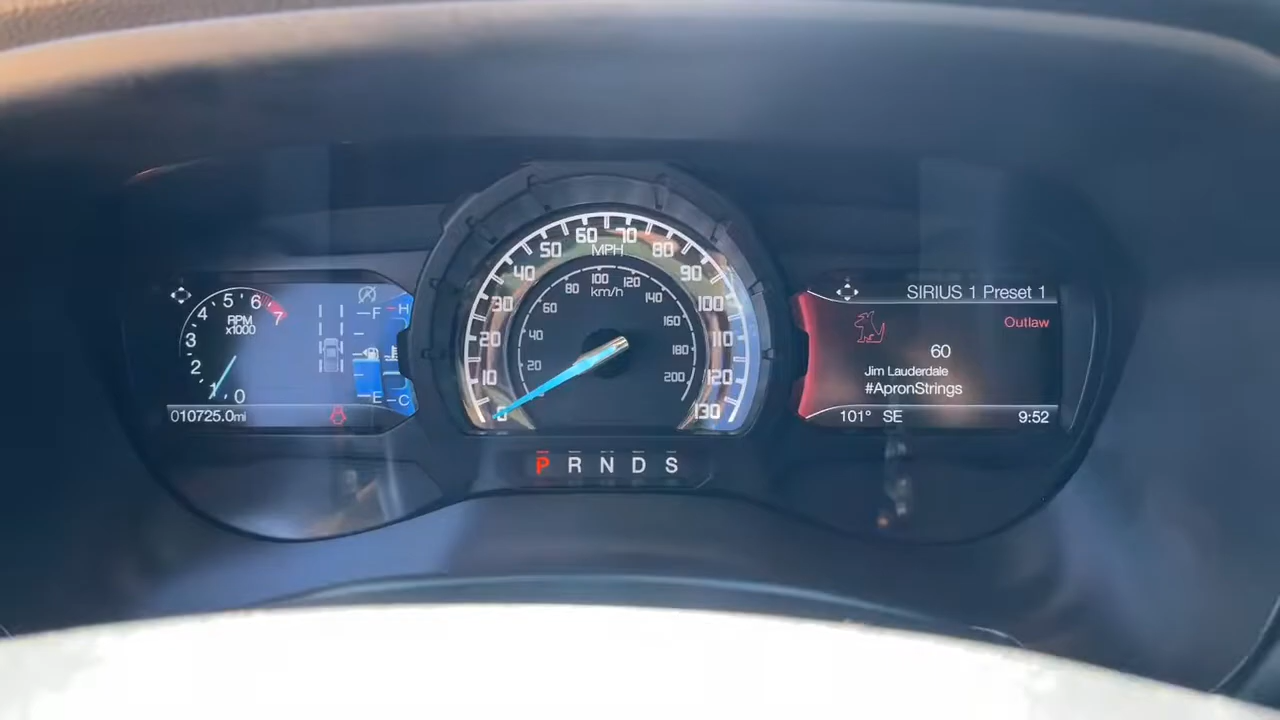 5 6
4 7
RPM
x1000
3
2
1 0
F H
E C
010725.0mi
60 70
50 MPH 80
40 90
30 100
20 110
10 120
0 130
100 120
80 km/h 140
60 160
40 180
20 200
P R N D S
SIRIUS 1 Preset 1
Outlaw
60
Jim Lauderdale
#ApronStrings
101° SE 9:52